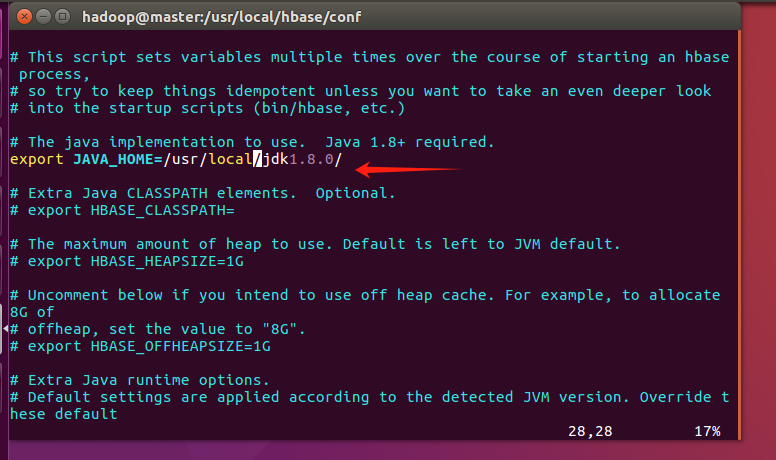 hadoop@master:/usr/local/hbase/conf
# This script sets variables multiple times over the course of starting an hbase
 process,
# so try to keep things idempotent unless you want to take an even deeper look
# into the startup scripts (bin/hbase, etc.)
# The java implementation to use.  Java 1.8+ required.
export JAVA_HOME=/usr/local/jdk1.8.0/
# Extra Java CLASSPATH elements.  Optional.
# export HBASE_CLASSPATH=
# The maximum amount of heap to use. Default is left to JVM default.
# export HBASE_HEAPSIZE=1G
# Uncomment below if you intend to use off heap cache. For example, to allocate
8G of
# offheap, set the value to "8G".
# export HBASE_OFFHEAPSIZE=1G
# Extra Java runtime options.
# Default settings are applied according to the detected JVM version. Override t
hese default
28,28 17%